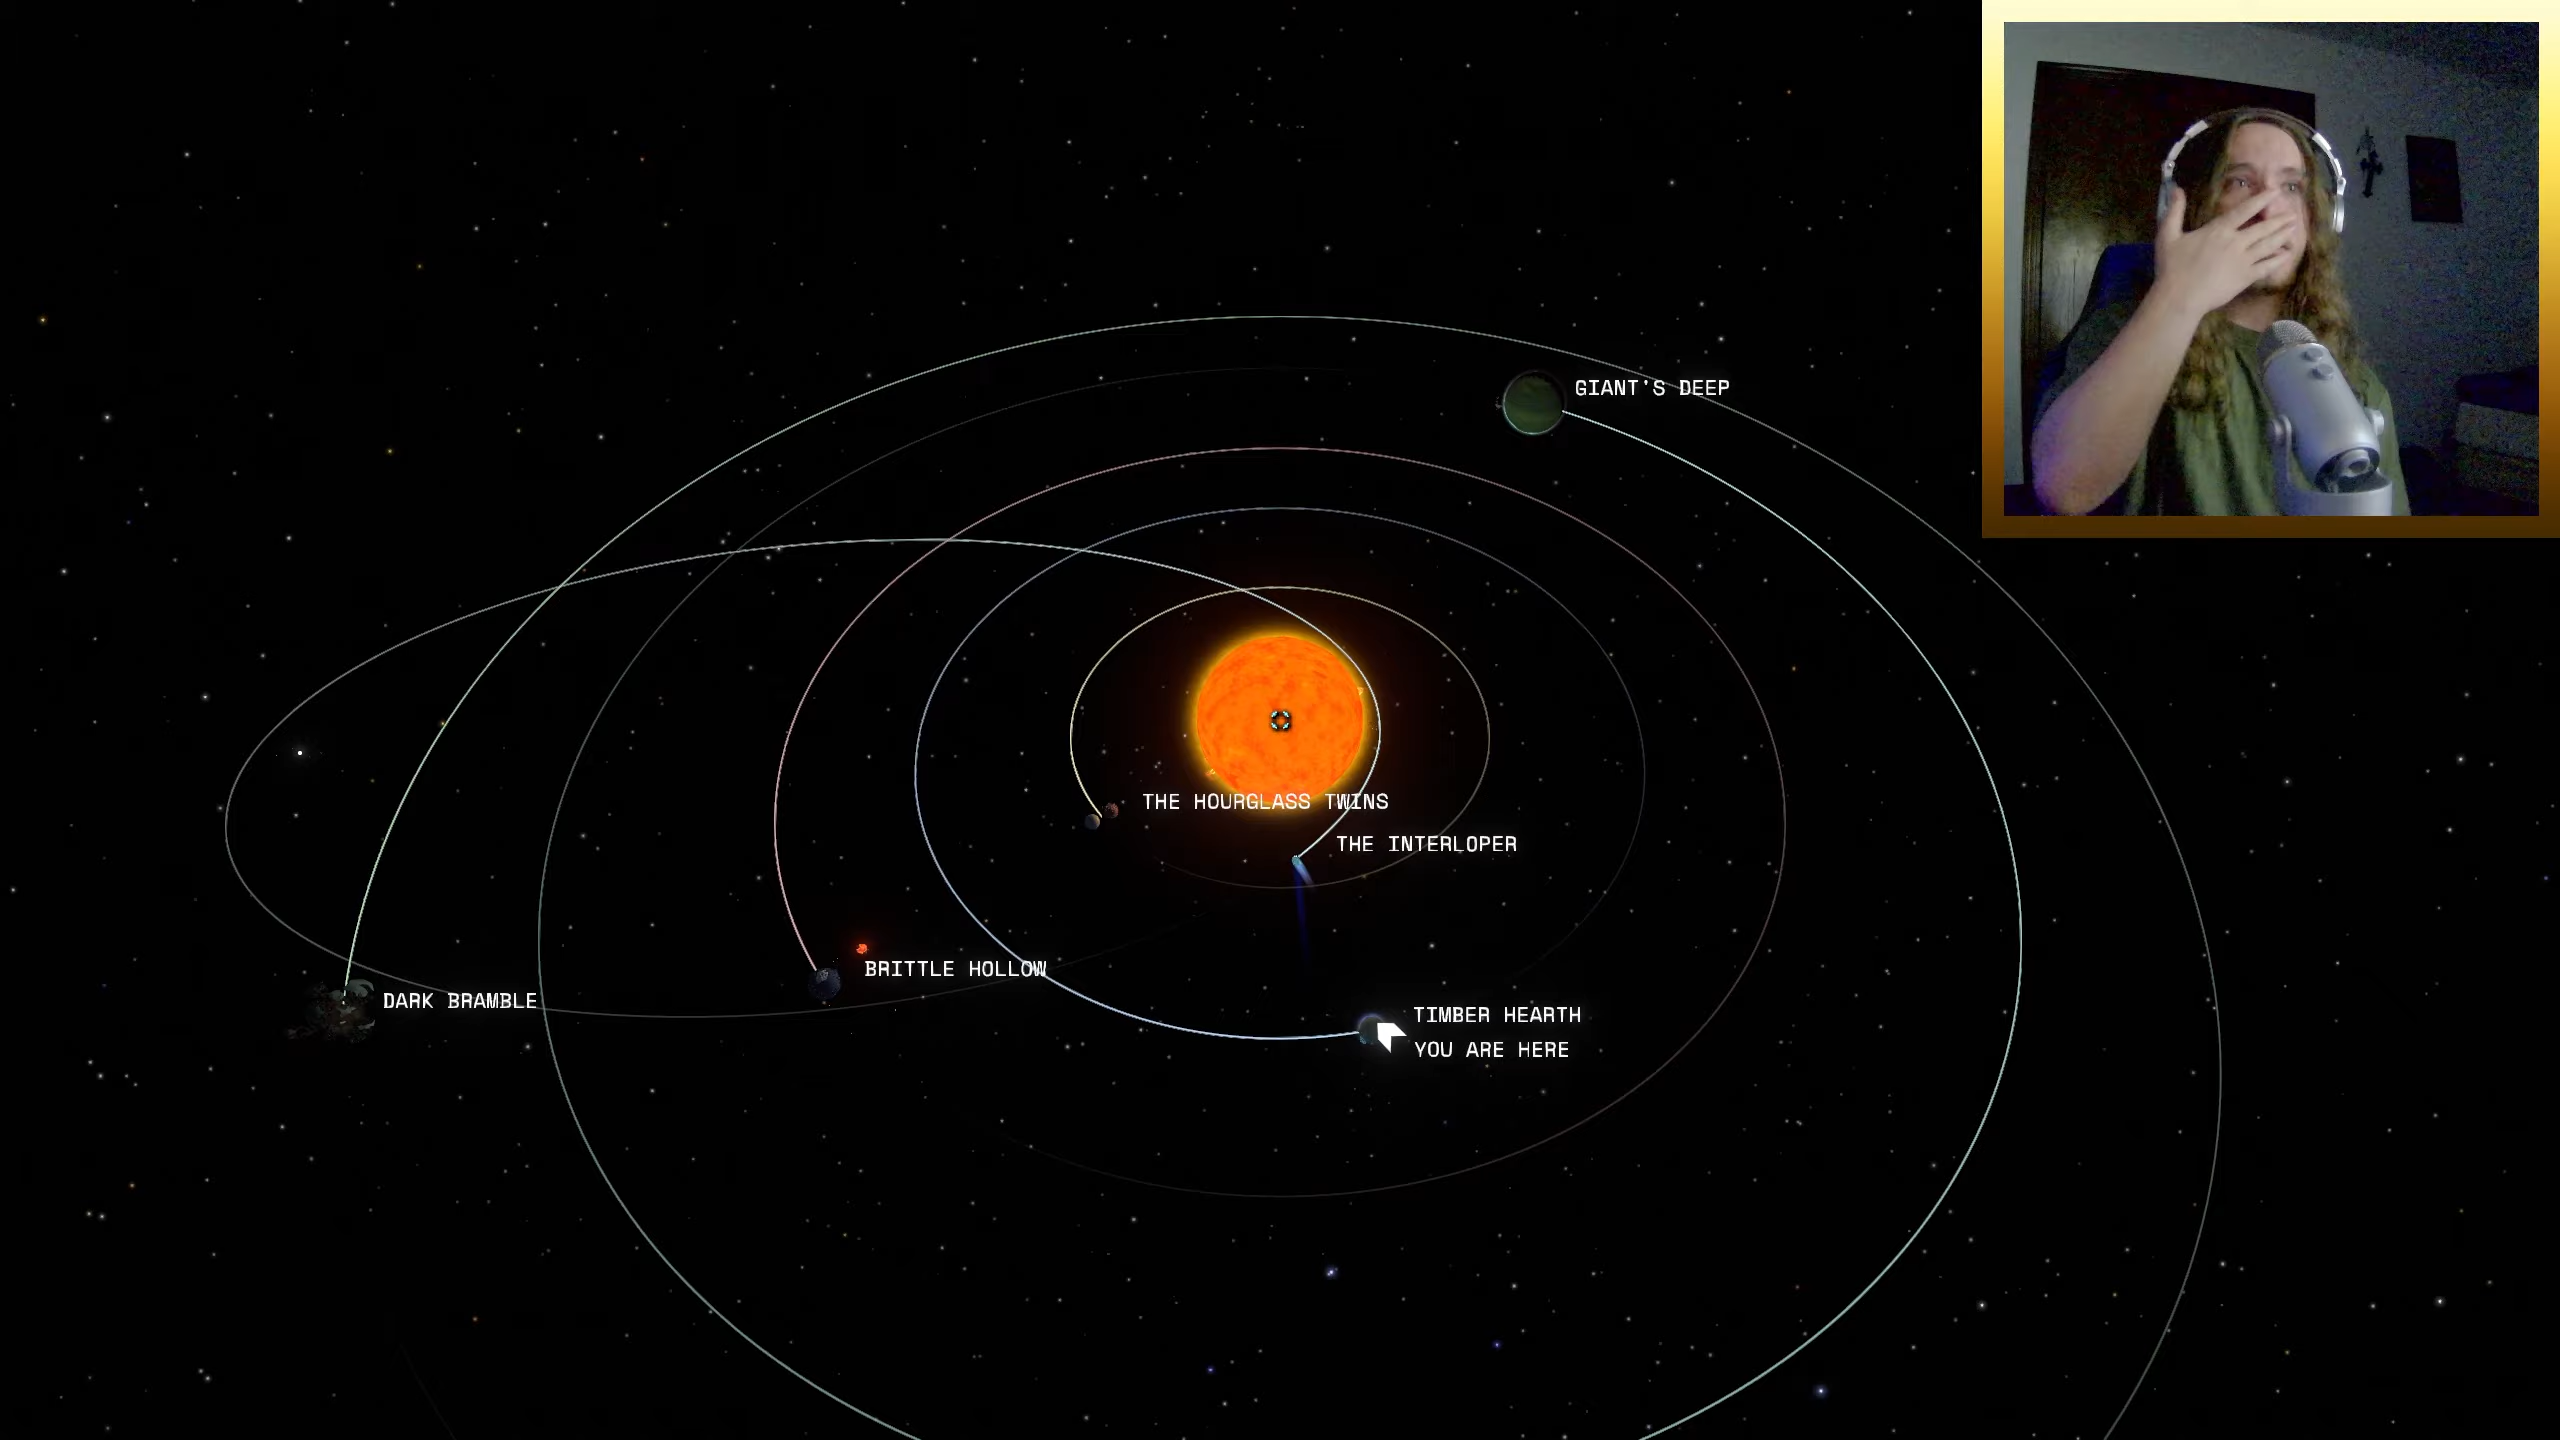 GIANT'S DEEP
THE HOURGLASS TWINS
THE INTERLOPER
BRITTLE HOLLOW
DARK BRAMBLE
TIMBER HEARTH
YOU ARE HERE